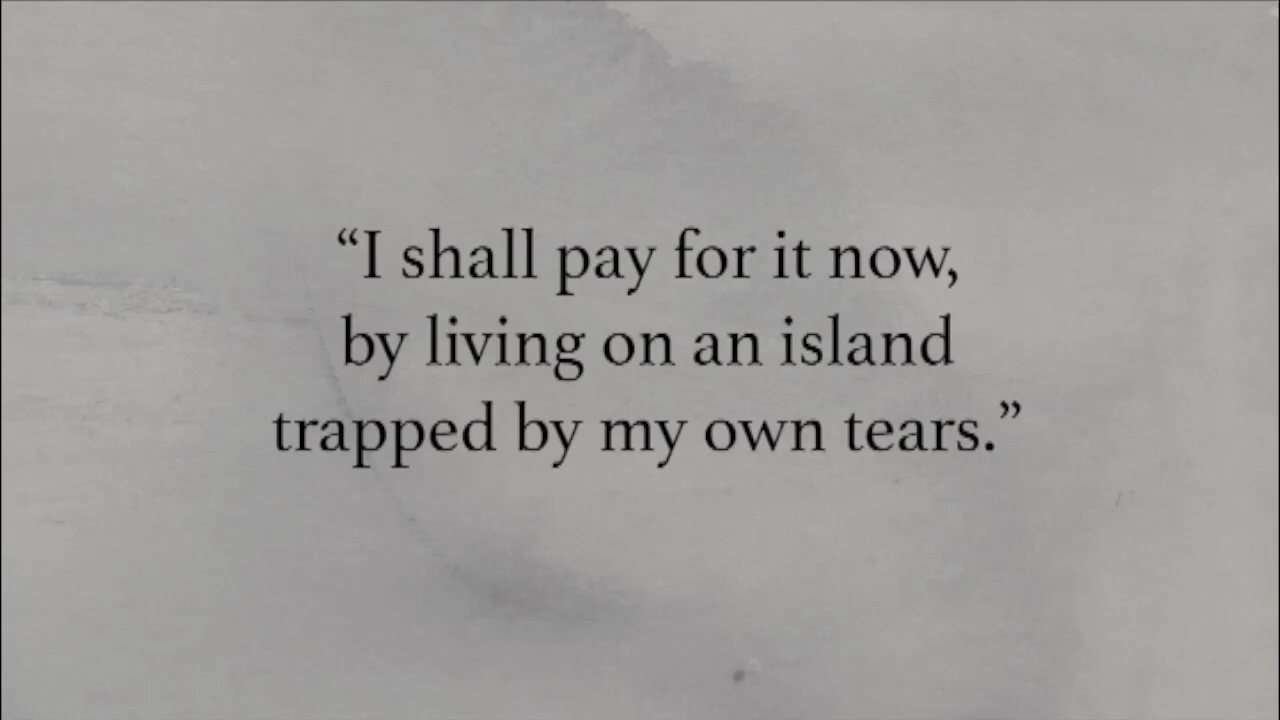 “I shall pay for it now,
by living on an island
trapped by my own tears.”